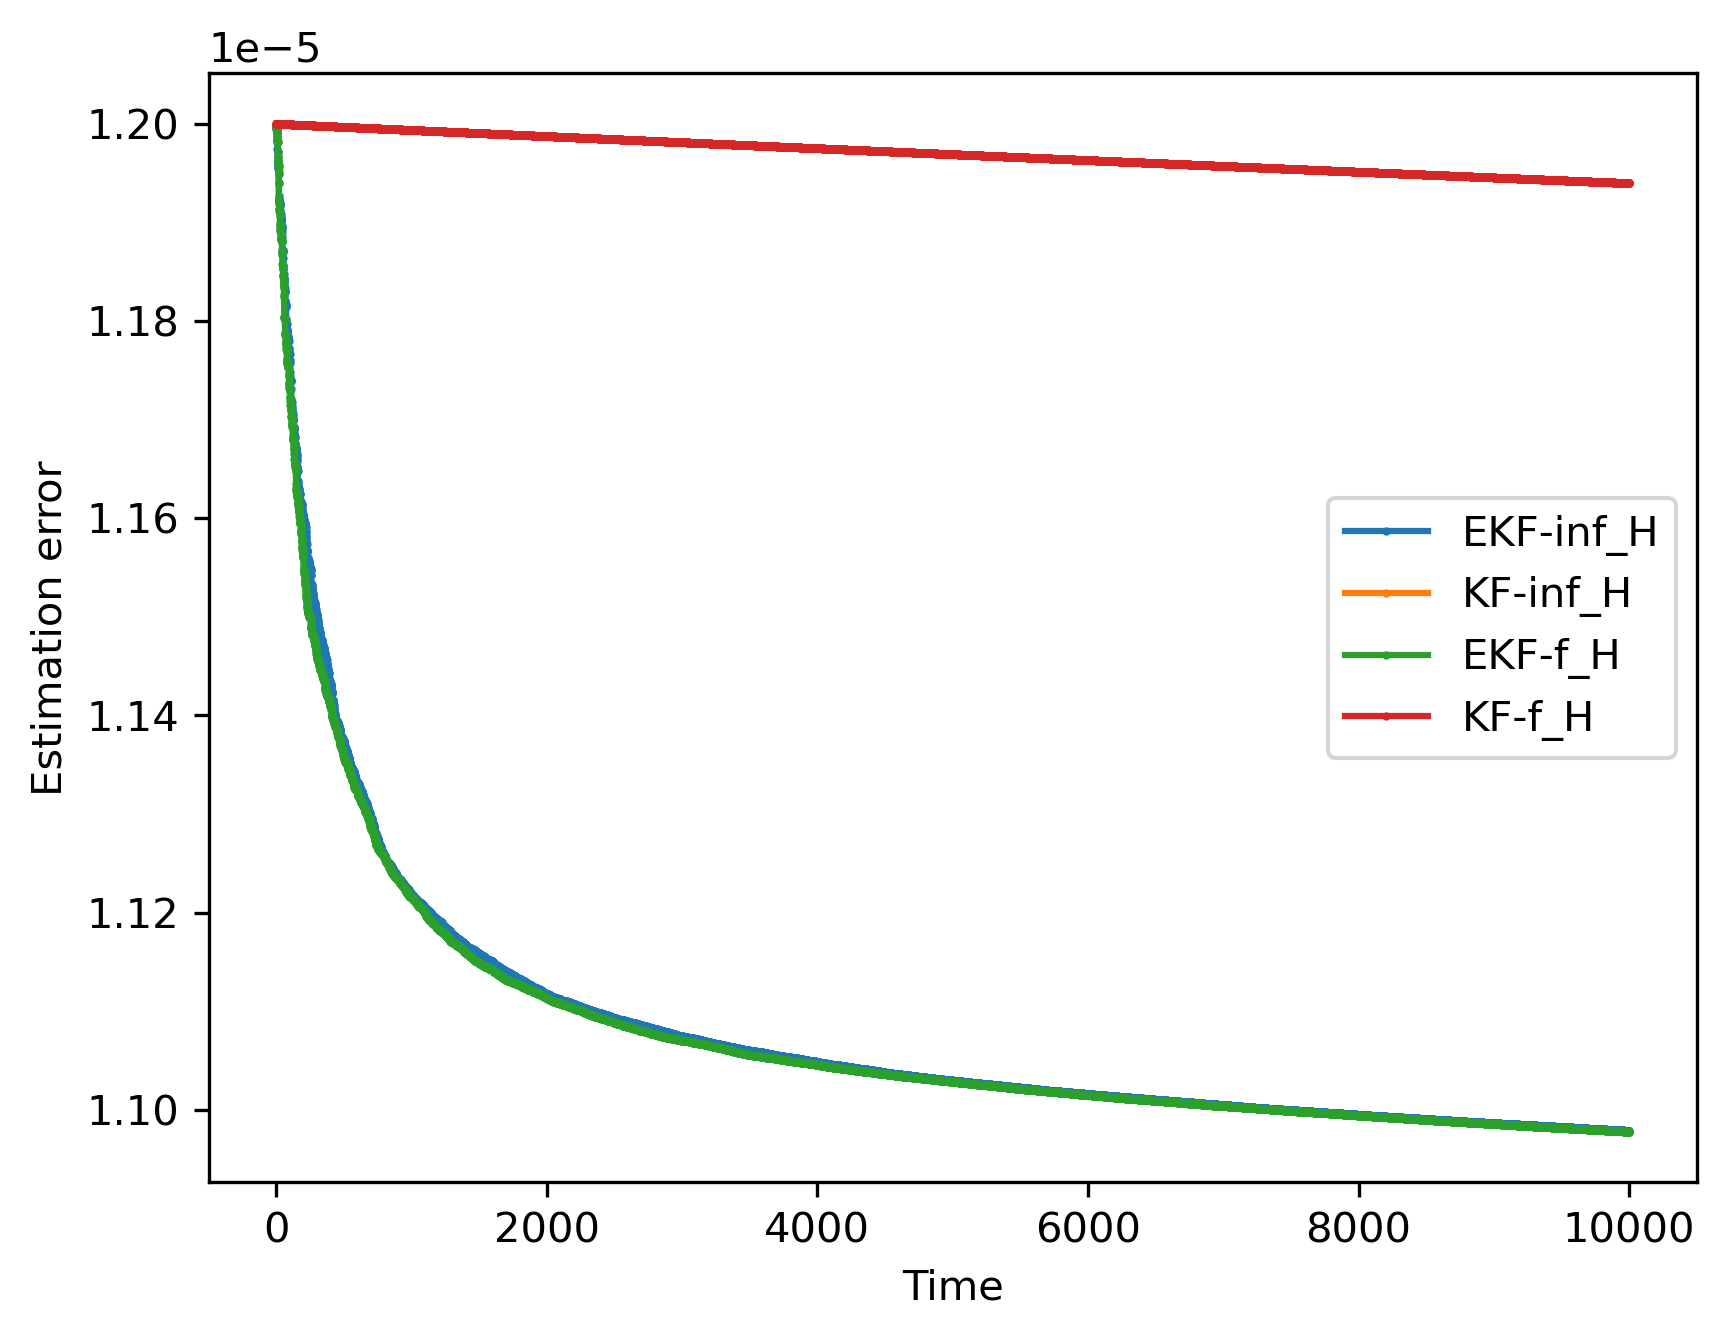 1e−5
1.20
1.18
1.16
1.14
1.12
1.10
Estimation error
EKF-inf_H
KF-inf_H
EKF-f_H
KF-f_H
0 2000 4000 6000 8000 10000
Time